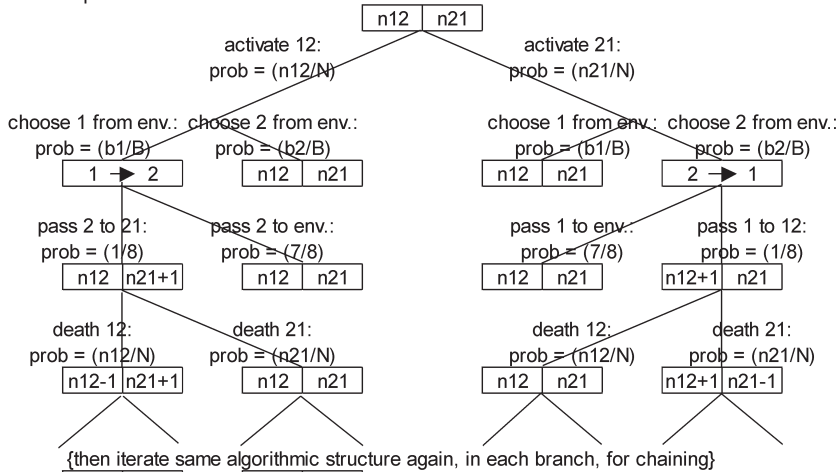 n12 n21
activate 12: activate 21:
prob = (n12/N) prob = (n21/N)
choose 1 from env.: choose 2 from env.: choose 1 from env.: choose 2 from env.:
prob = (b1/B) prob = (b2/B) prob = (b1/B) prob = (b2/B)
1 → 2 n12 n21 n12 n21 2 → 1
pass 2 to 21: pass 2 to env.: pass 1 to env.: pass 1 to 12:
prob = (1/8) prob = (7/8) prob = (7/8) prob = (1/8)
n12 n21+1 n12 n21 n12 n21 n12+1 n21
death 12: death 21: death 12: death 21:
prob = (n12/N) prob = (n21/N) prob = (n12/N) prob = (n21/N)
n12-1 n21+1 n12 n21 n12 n21 n12+1 n21-1
{then iterate same algorithmic structure again, in each branch, for chaining}